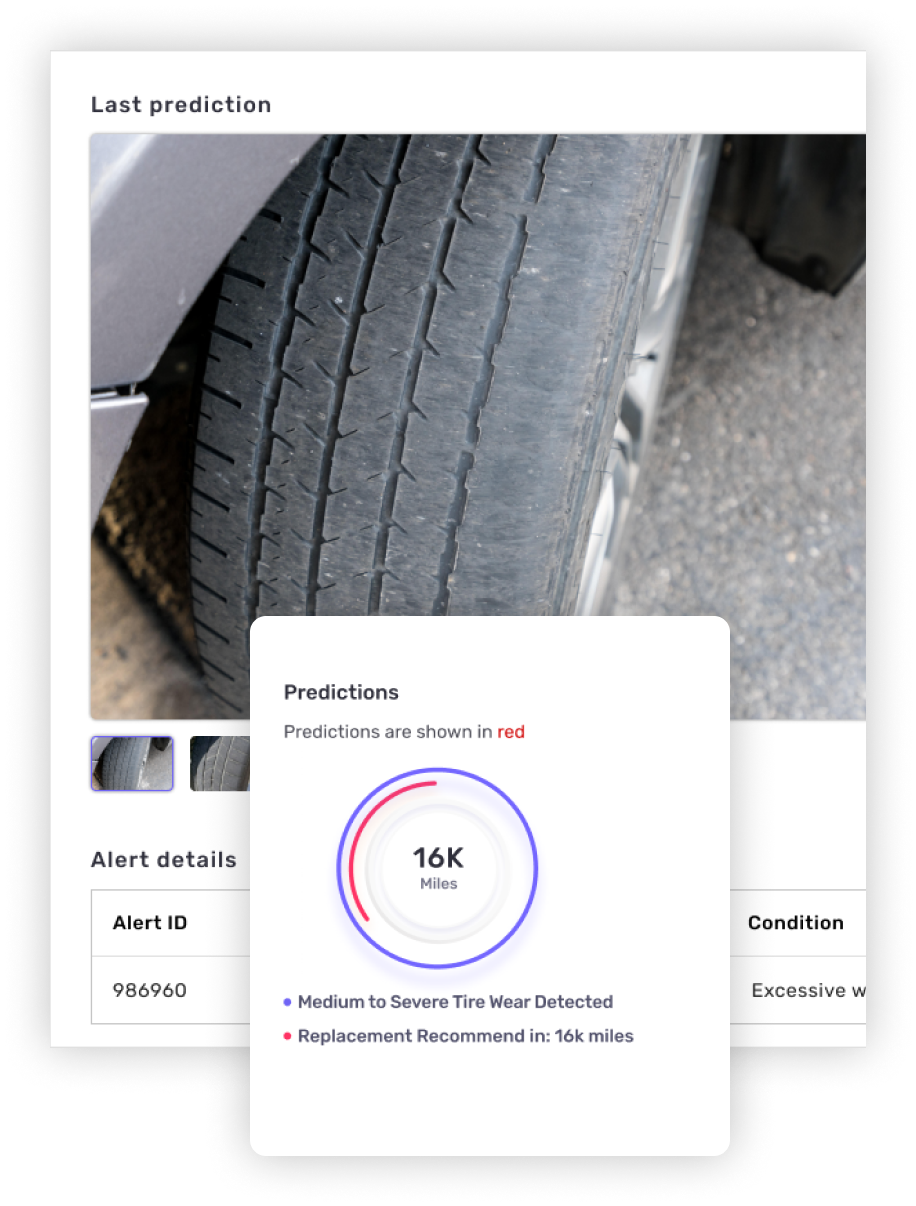 Last prediction
Predictions
Predictions are shown in red
16K
Miles
Medium to Severe Tire Wear Detected
Replacement Recommend in: 16k miles
Alert details
Alert ID
Condition
986960
Excessive w